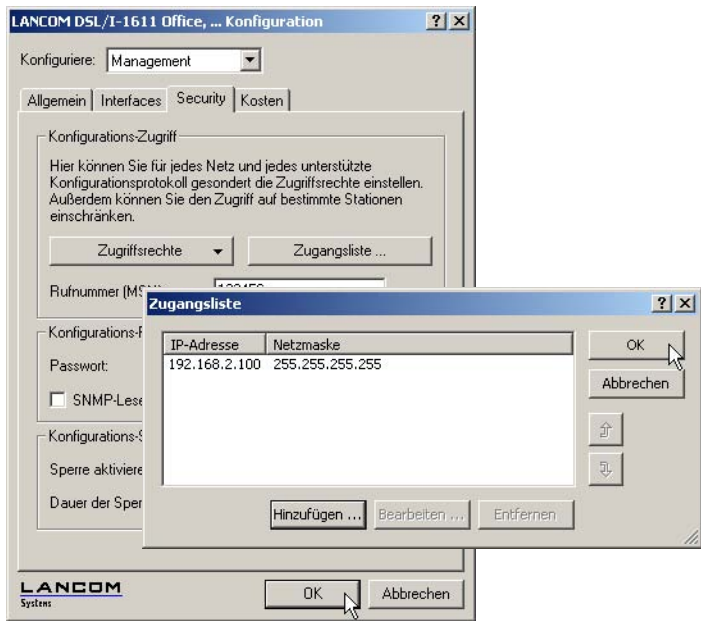 LANCOM DSL/I-1611 Office, ... Konfiguration
Konfiguriere: Management
Allgemein Interfaces Security Kosten
Konfigurations-Zugriff
Hier können Sie für jedes Netz und jedes unterstützte
Konfigurationsprotokoll gesondert die Zugriffsrechte einstellen.
Außerdem können Sie den Zugriff auf bestimmte Stationen
einschränken.
Zugriffsrechte Zugangsliste ...
Rufnummer
Passwort:
Sperre
Dauer der
Zugangsliste
IP-Adresse Netzmaske
192.168.2.100 255.255.255.255
OK
Abbrechen
Hinzufügen ... Bearbeiten ... Entfernen
LANCOM
Systems
OK Abbrechen